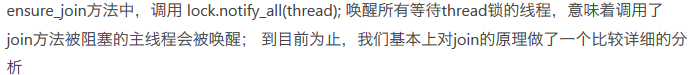 ensure_join方法中，调用 lock.notify_all(thread); 唤醒所有等待thread锁的线程，意味着调用了
join方法被阻塞的主线程会被唤醒； 到目前为止，我们基本上对join的原理做了一个比较详细的分
析